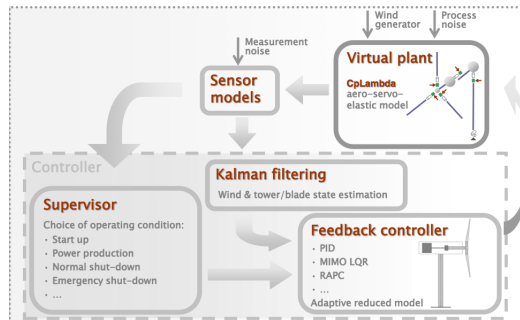 Wind
generator
Process
noise
Measurement
noise
Virtual plant
CpLambda
aero-servo-
elastic model
Sensor
models
Controller
Kalman filtering
Wind & tower/blade state estimation
Supervisor
Choice of operating condition:
· Start up
· Power production
· Normal shut-down
· Emergency shut-down
· ...
Feedback controller
· PID
· MIMO LQR
· RAPC
· ...
Adaptive reduced model